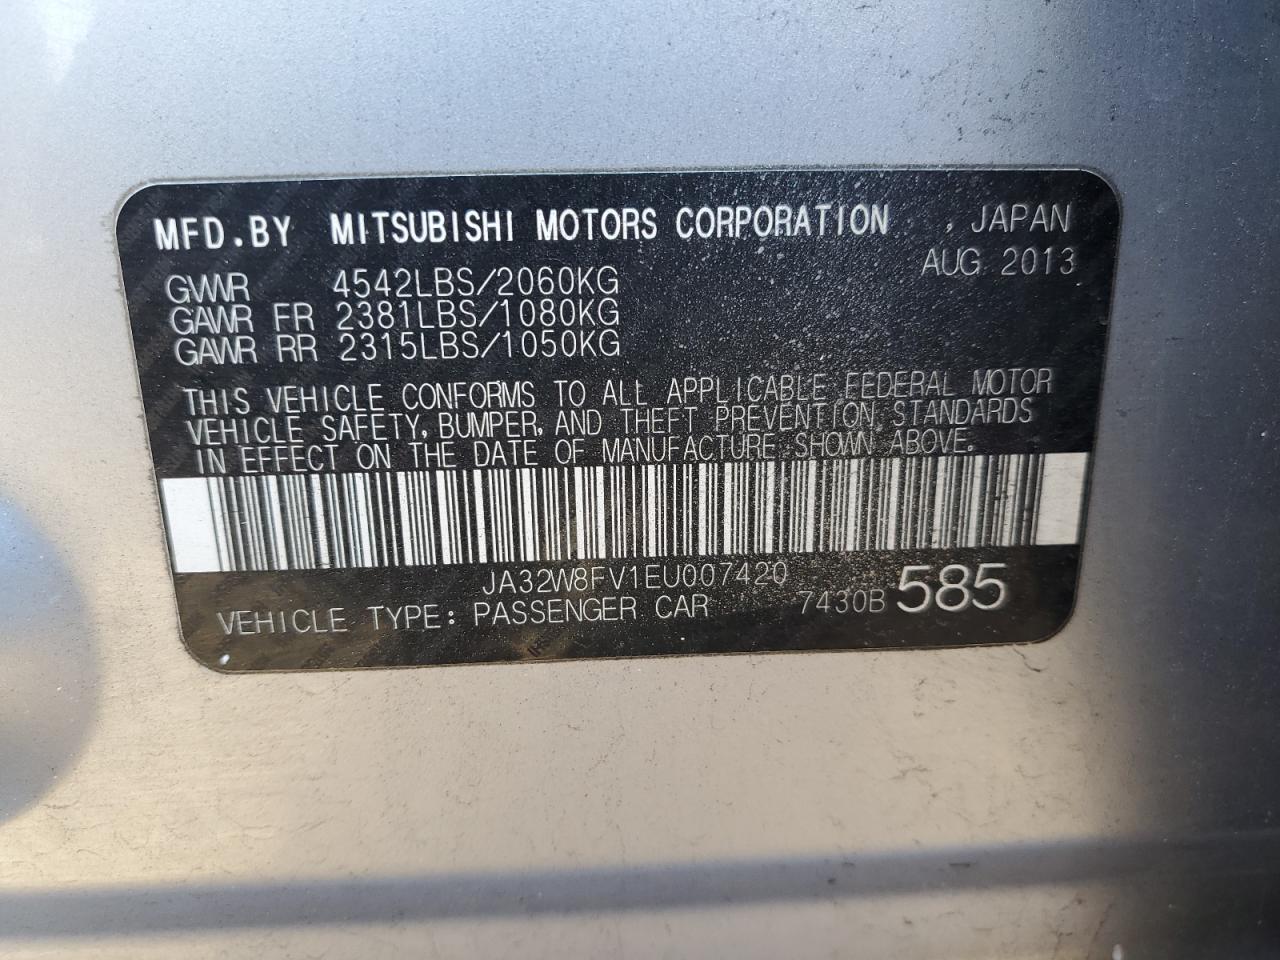 MFD.BY MITSUBISHI MOTORS CORPORATION , JAPAN
AUG 2013
GVWR 4542LBS/2060KG
GAWR FR 2381LBS/1080KG
GAWR RR 2315LBS/1050KG
THIS VEHICLE CONFORMS TO ALL APPLICABLE FEDERAL MOTOR
VEHICLE SAFETY, BUMPER, AND THEFT PREVENTION STANDARDS
IN EFFECT ON THE DATE OF MANUFACTURE SHOWN ABOVE.
JA32W8FV1EU007420
VEHICLE TYPE: PASSENGER CAR 7430B 585